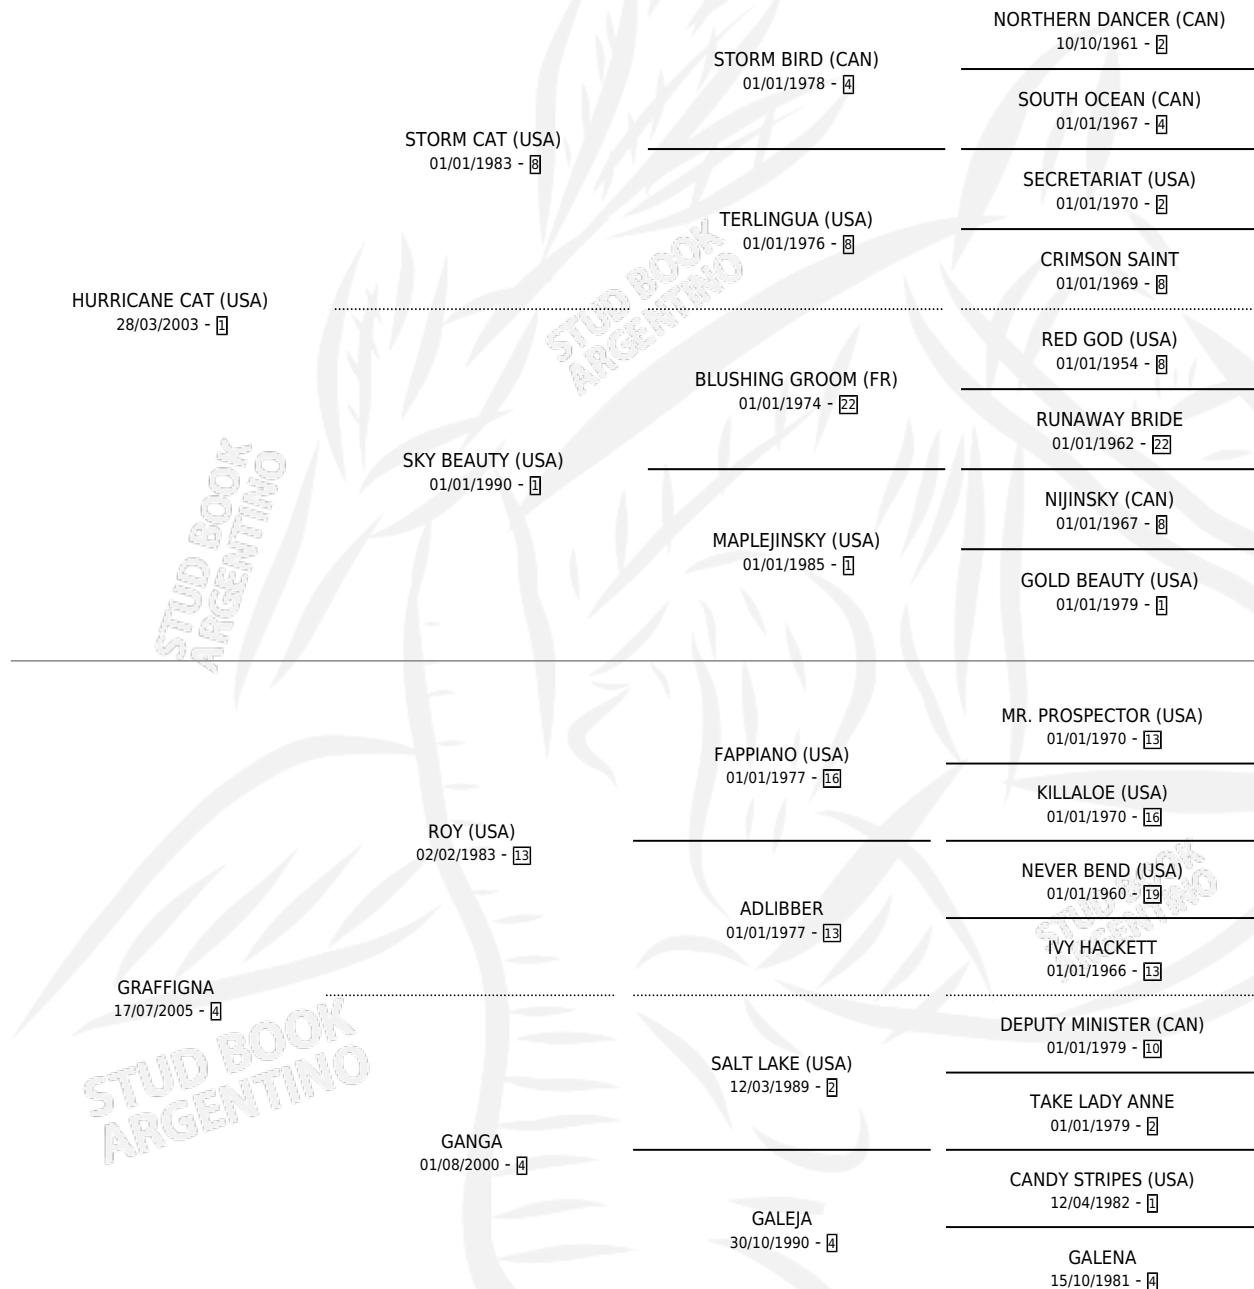 NORTHERN DANCER (CAN)
10/10/1961 - 2
STORM BIRD (CAN)
01/01/1978 - 4
SOUTH OCEAN (CAN)
01/01/1967 - 4
STORM CAT (USA)
01/01/1983 - 8
SECRETARIAT (USA)
01/01/1970 - 2
TERLINGUA (USA)
01/01/1976 - 8
CRIMSON SAINT
01/01/1969 - 8
HURRICANE CAT (USA)
28/03/2003 - 1
RED GOD (USA)
01/01/1954 - 8
BLUSHING GROOM (FR)
01/01/1974 - 22
RUNAWAY BRIDE
01/01/1962 - 22
SKY BEAUTY (USA)
01/01/1990 - 1
NIJINSKY (CAN)
01/01/1967 - 8
MAPLEJINSKY (USA)
01/01/1985 - 1
GOLD BEAUTY (USA)
01/01/1979 - 1
MR. PROSPECTOR (USA)
01/01/1970 - 13
FAPPIANO (USA)
01/01/1977 - 16
KILLALOE (USA)
01/01/1970 - 16
ROY (USA)
02/02/1983 - 13
NEVER BEND (USA)
01/01/1960 - 19
ADLIBBER
01/01/1977 - 13
IVY HACKETT
01/01/1966 - 13
GRAFFIGNA
17/07/2005 - 4
DEPUTY MINISTER (CAN)
01/01/1979 - 10
SALT LAKE (USA)
12/03/1989 - 2
TAKE LADY ANNE
01/01/1979 - 2
GANGA
01/08/2000 - 4
CANDY STRIPES (USA)
12/04/1982 - 1
GALEJA
30/10/1990 - 4
GALENA
15/10/1981 - 4
STUD BOOK
ARGENTINO
STUD BOOK
ARGENTINO
STUD BOOK
ARGENTINO
STUD BOOK
ARGENTINO